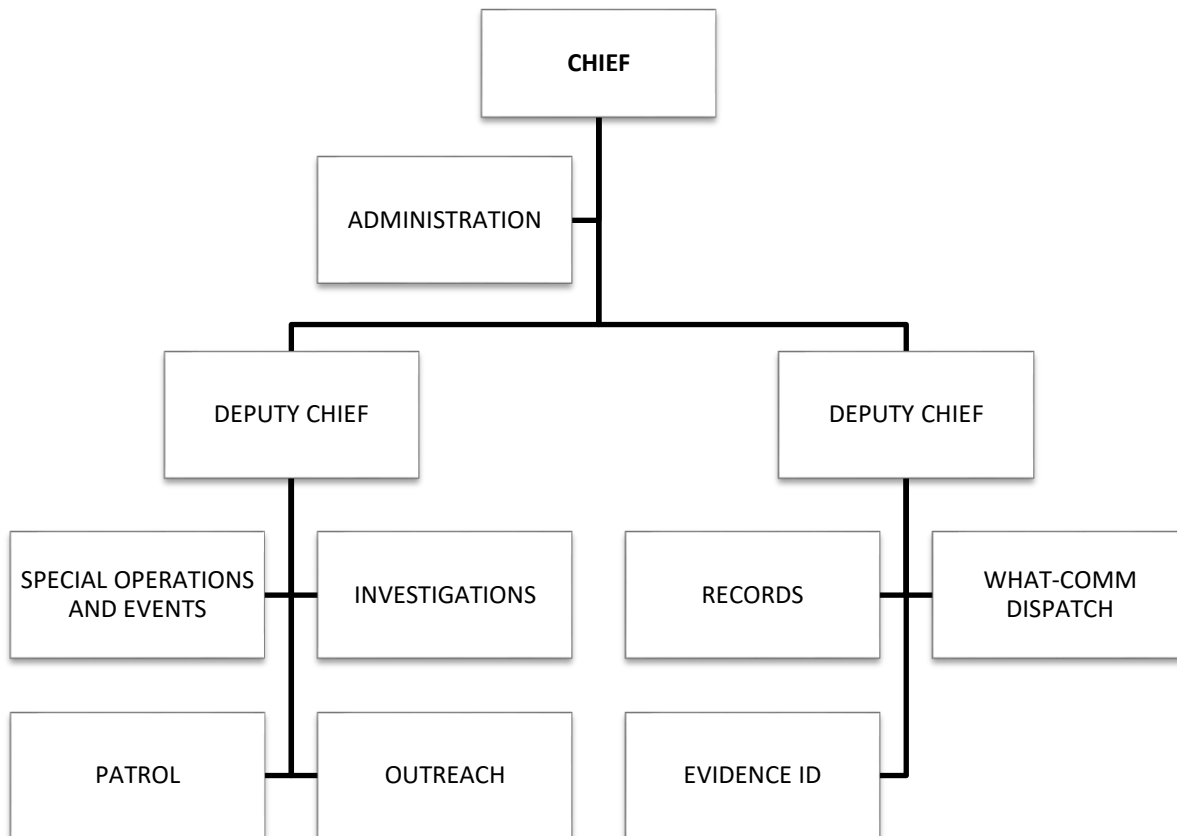 CHIEF
ADMINISTRATION
DEPUTY CHIEF
DEPUTY CHIEF
SPECIAL OPERATIONS
AND EVENTS
INVESTIGATIONS
RECORDS
WHAT-COMM
DISPATCH
PATROL
OUTREACH
EVIDENCE ID